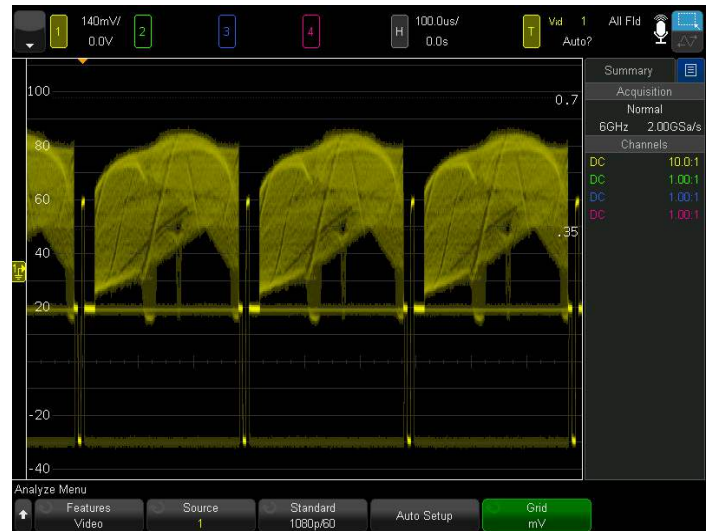 1 140mV/ 0.0V 2 3 4 H 100.0us/ 0.0s T Vid 1 All Fld Auto?
Summary
Acquisition
Normal
6GHz 2.00GSa/s
Channels
DC 10.0:1
DC 1.00:1
DC 1.00:1
DC 1.00:1
100
0.7
80
60
.35
40
20
-20
-40
Analyze Menu
Features Source Standard Auto Setup Grid
Video 1 1080p/60 mV